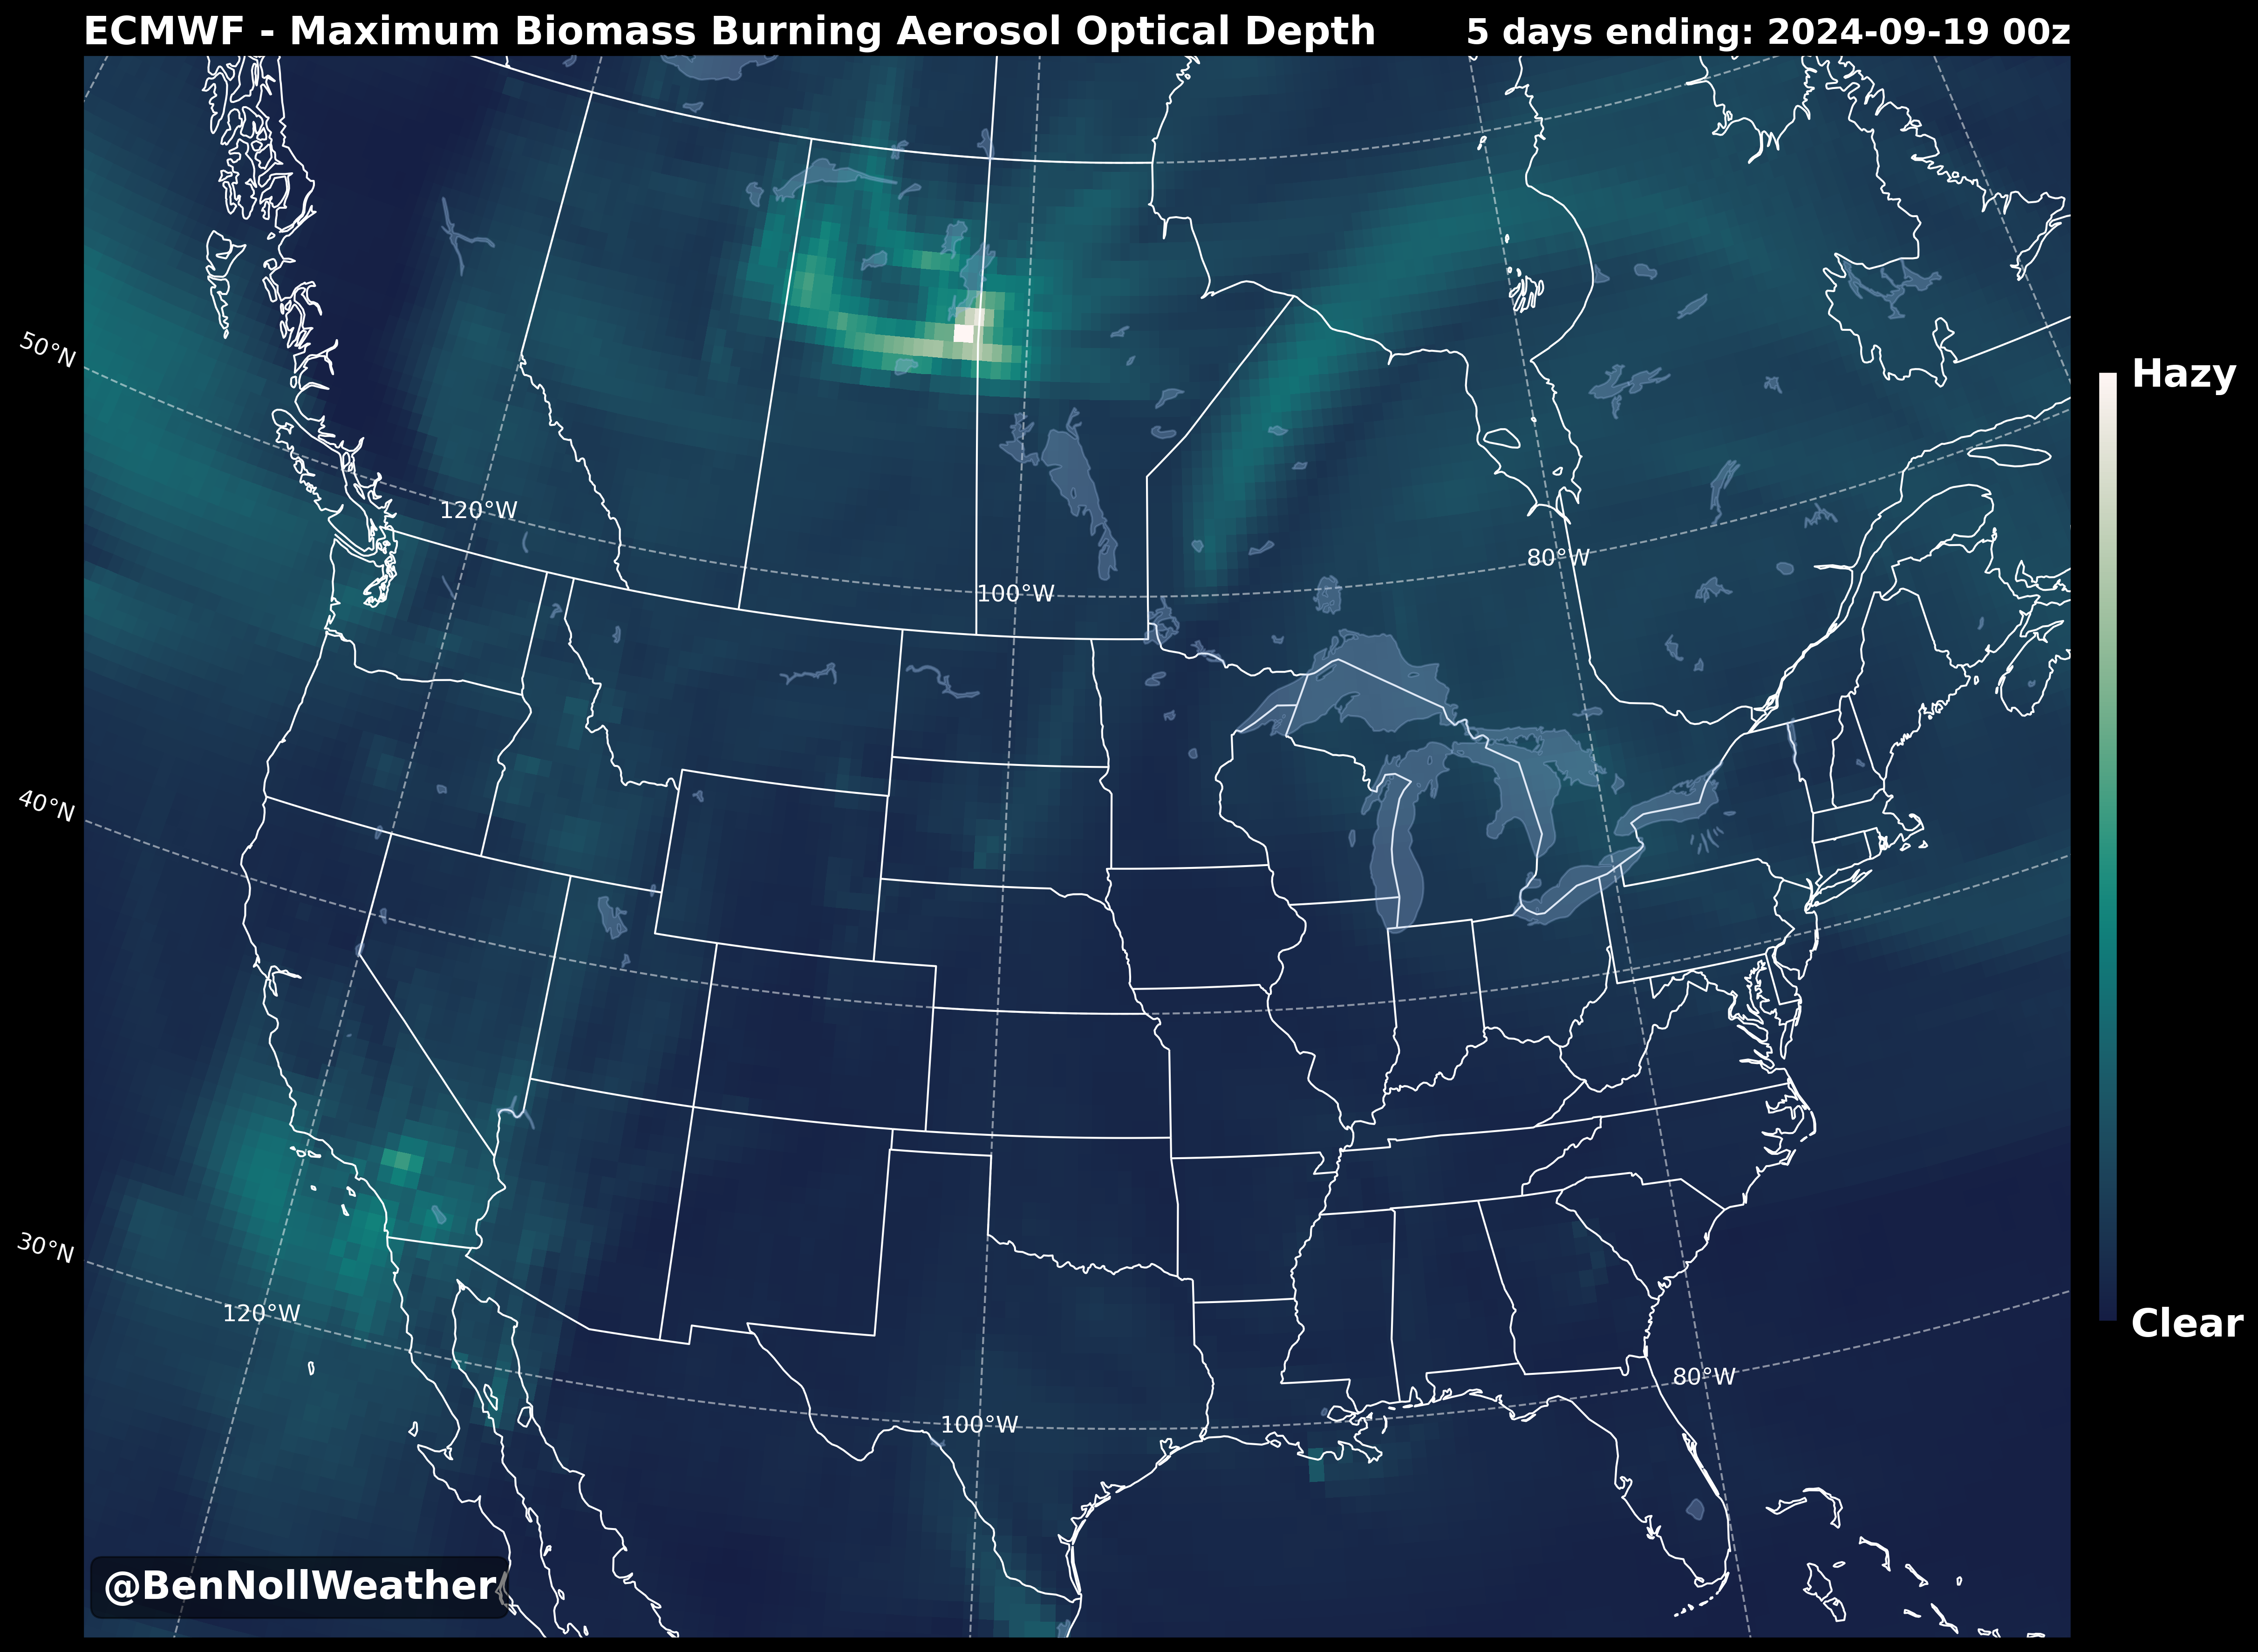 ECMWF - Maximum Biomass Burning Aerosol Optical Depth
5 days ending: 2024-09-19 00z
50°N
Hazy
120°W
80°W
100°W
40°N
30°N
120°W
Clear
80°W
100°W
@BenNollWeather